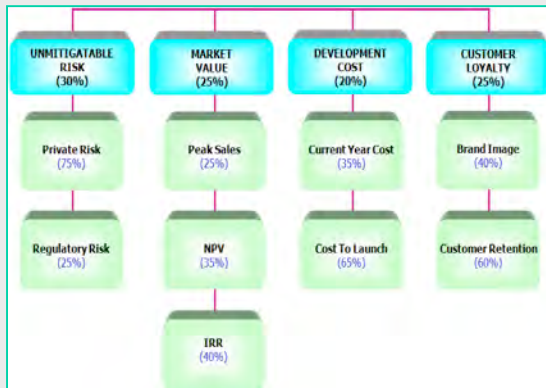 UNMITIGATABLE
RISK
(30%)
MARKET
VALUE
(25%)
DEVELOPMENT
COST
(20%)
CUSTOMER
LOYALTY
(25%)
Private Risk
(75%)
Peak Sales
(25%)
Current Year Cost
(35%)
Brand Image
(40%)
Regulatory Risk
(25%)
NPV
(35%)
Cost To Launch
(65%)
Customer Retention
(60%)
IRR
(40%)